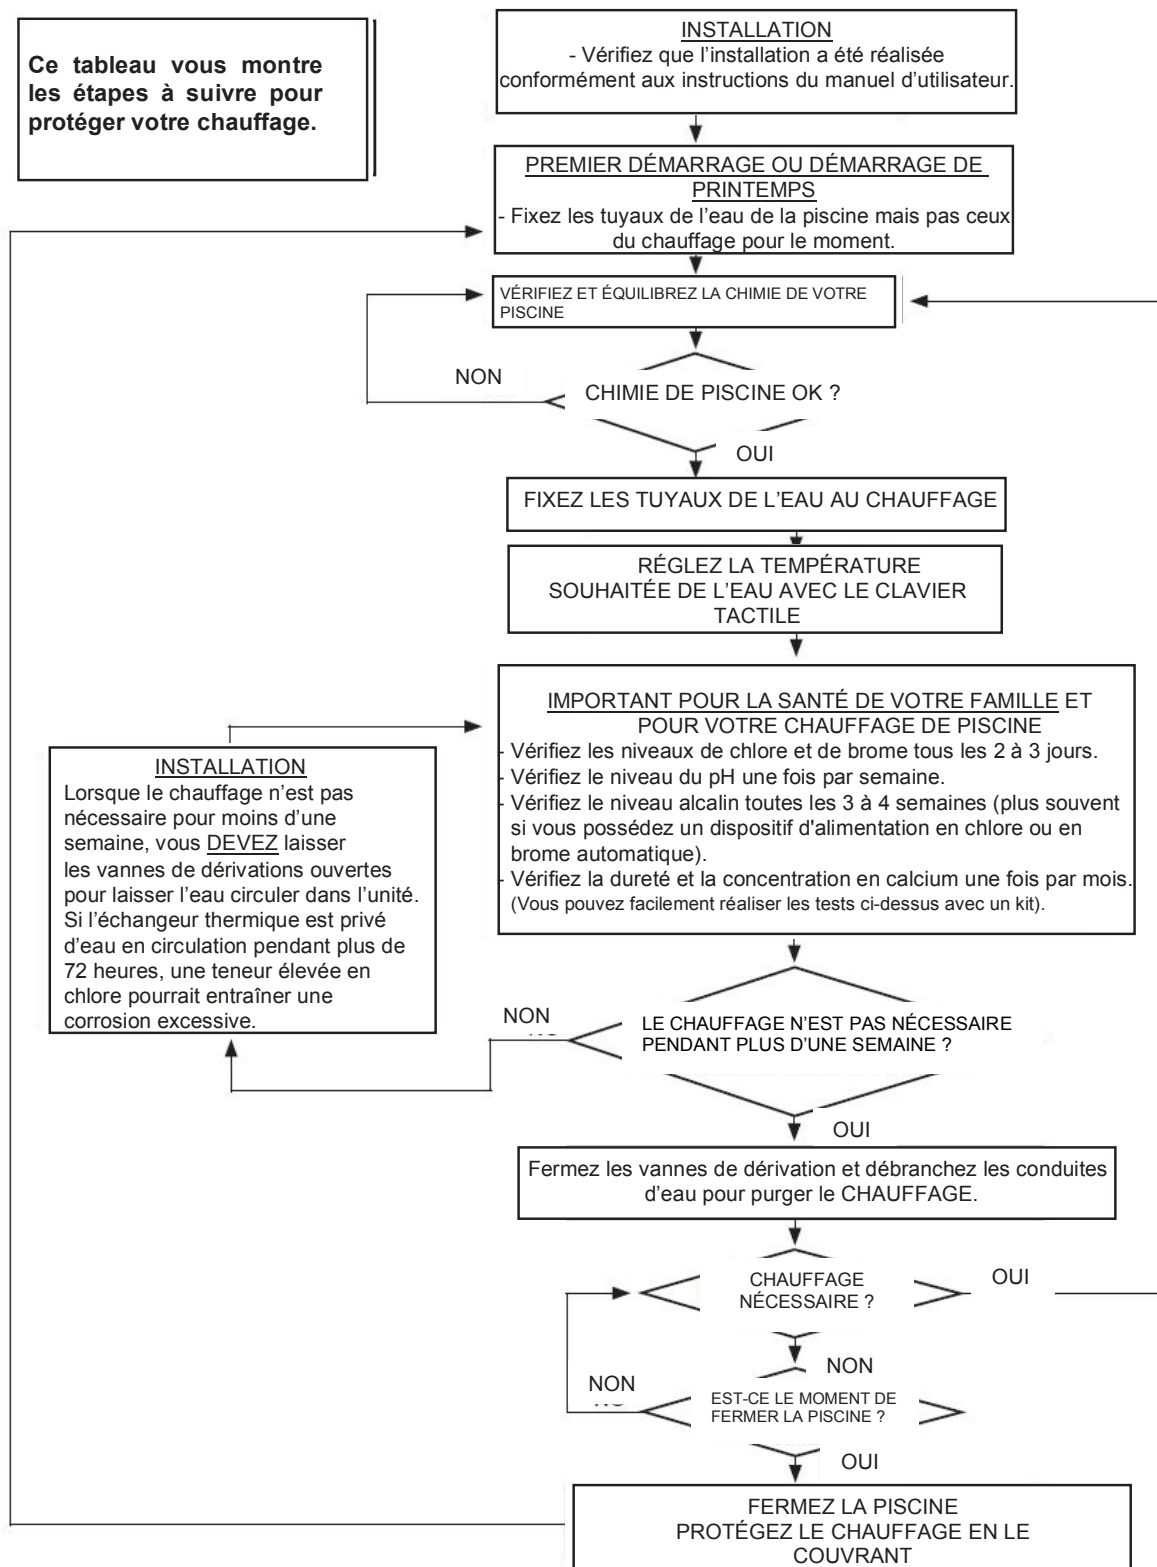 Ce tableau vous montre
les étapes à suivre pour
protéger votre chauffage.
INSTALLATION
- Vérifiez que l'installation a été réalisée
conformément aux instructions du manuel d'utilisateur.
PREMIER DÉMARRAGE OU DÉMARRAGE DE
PRINTEMPS
- Fixez les tuyaux de l'eau de la piscine mais pas ceux
du chauffage pour le moment.
VÉRIFIEZ ET ÉQUILIBREZ LA CHIMIE DE VOTRE
PISCINE
NON
CHIMIE DE PISCINE OK ?
OUI
FIXEZ LES TUYAUX DE L'EAU AU CHAUFFAGE
RÉGLEZ LA TEMPÉRATURE
SOUHAITÉE DE L'EAU AVEC LE CLAVIER
TACTILE
IMPORTANT POUR LA SANTÉ DE VOTRE FAMILLE ET
POUR VOTRE CHAUFFAGE DE PISCINE
- Vérifiez les niveaux de chlore et de brome tous les 2 à 3 jours.
- Vérifiez le niveau du pH une fois par semaine.
- Vérifiez le niveau alcalin toutes les 3 à 4 semaines (plus souvent
si vous possédez un dispositif d'alimentation en chlore ou en
brome automatique).
- Vérifiez la dureté et la concentration en calcium une fois par mois.
(Vous pouvez facilement réaliser les tests ci-dessus avec un kit).
INSTALLATION
Lorsque le chauffage n'est pas
nécessaire pour moins d'une
semaine, vous DEVEZ laisser
les vannes de dérivations ouvertes
pour laisser l'eau circuler dans l'unité.
Si l'échangeur thermique est privé
d'eau en circulation pendant plus de
72 heures, une teneur élevée en
chlore pourrait entraîner une
corrosion excessive.
NON
LE CHAUFFAGE N'EST PAS NÉCESSAIRE
PENDANT PLUS D'UNE SEMAINE ?
OUI
Fermez les vannes de dérivation et débranchez les conduites
d'eau pour purger le CHAUFFAGE.
CHAUFFAGE
NÉCESSAIRE ?
OUI
NON
NON
EST-CE LE MOMENT DE
FERMER LA PISCINE ?
OUI
FERMEZ LA PISCINE
PROTÉGEZ LE CHAUFFAGE EN LE
COUVRANT